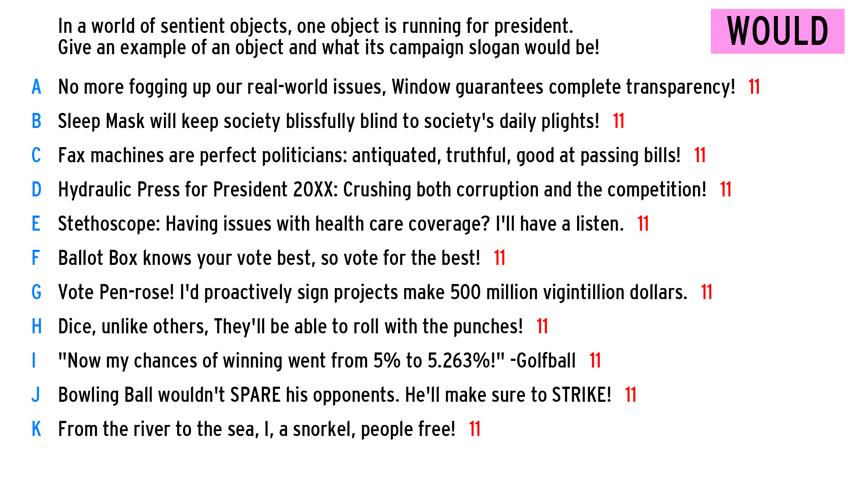 In a world of sentient objects, one object is running for president.
Give an example of an object and what its campaign slogan would be!
WOULD
A No more fogging up our real-world issues, Window guarantees complete transparency! 11
B Sleep Mask will keep society blissfully blind to society's daily plights! 11
C Fax machines are perfect politicians: antiquated, truthful, good at passing bills! 11
D Hydraulic Press for President 20XX: Crushing both corruption and the competition! 11
E Stethoscope: Having issues with health care coverage? I'll have a listen. 11
F Ballot Box knows your vote best, so vote for the best! 11
G Vote Pen-rose! I'd proactively sign projects make 500 million vigintillion dollars. 11
H Dice, unlike others, They'll be able to roll with the punches! 11
I "Now my chances of winning went from 5% to 5.263%!" -Golfball 11
J Bowling Ball wouldn't SPARE his opponents. He'll make sure to STRIKE! 11
K From the river to the sea, I, a snorkel, people free! 11